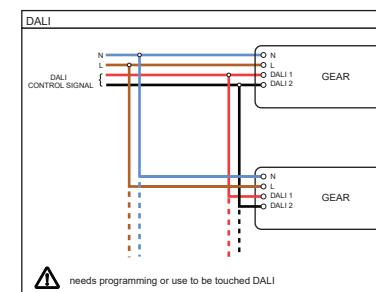 DALI
N
L
DALI
CONTROL SIGNAL
N
L
DALI 1
DALI 2
GEAR
N
L
DALI 1
DALI 2
GEAR
needs programming or use to be touched DALI